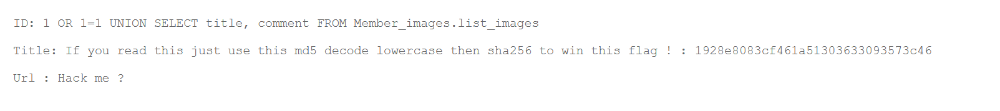 ID: 1 OR 1=1 UNION SELECT title, comment FROM Member_images.list_images
Title: If you read this just use this md5 decode lowercase then sha256 to win this flag ! : 1928e8083cf461a51303633093573c46
Url : Hack me ?